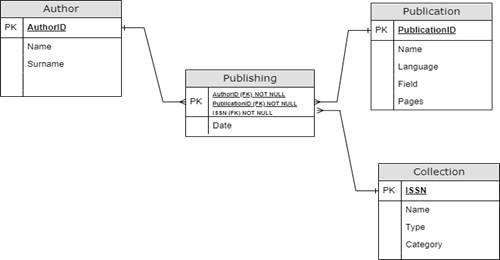 Author
PK AuthorID
Name
Surname
Publication
PK PublicationID
Name
Language
Field
Pages
Publishing
PK
AuthorID (FK) NOT NULL
PublicationID (FK) NOT NULL
ISSN (FK) NOT NULL
Date
Collection
PK ISSN
Name
Type
Category